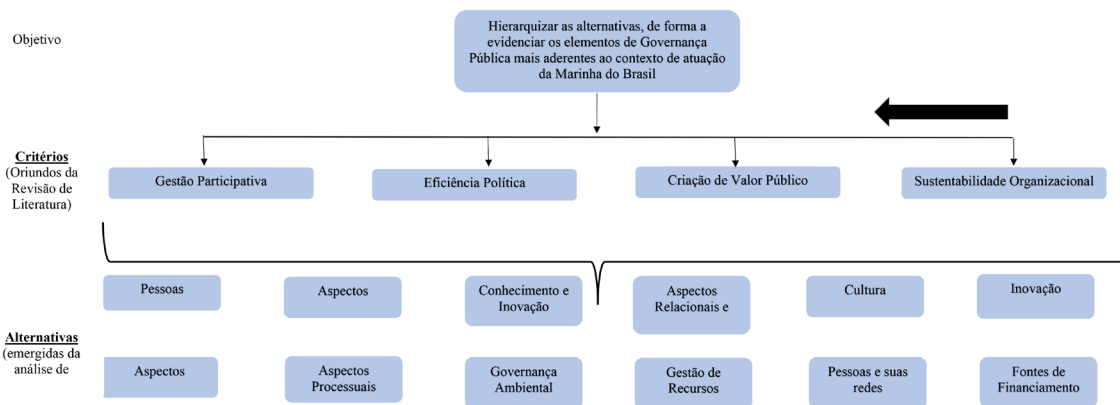 Objetivo
Hierarquizar as alternativas, de forma a
evidenciar os elementos de Governança
Pública mais aderentes ao contexto de atuação
da Marinha do Brasil
Critérios
(Oriundos da
Revisão de
Literatura)
Gestão Participativa
Eficiência Política
Criação de Valor Público
Sustentabilidade Organizacional
Alternativas
(emergidas da
análise de
Pessoas
Aspectos
Conhecimento e
Inovação
Aspectos
Relacionais e
Cultura
Inovação
Aspectos
Aspectos
Processuais
Governança
Ambiental
Gestão de
Recursos
Pessoas e suas
redes
Fontes de
Financiamento